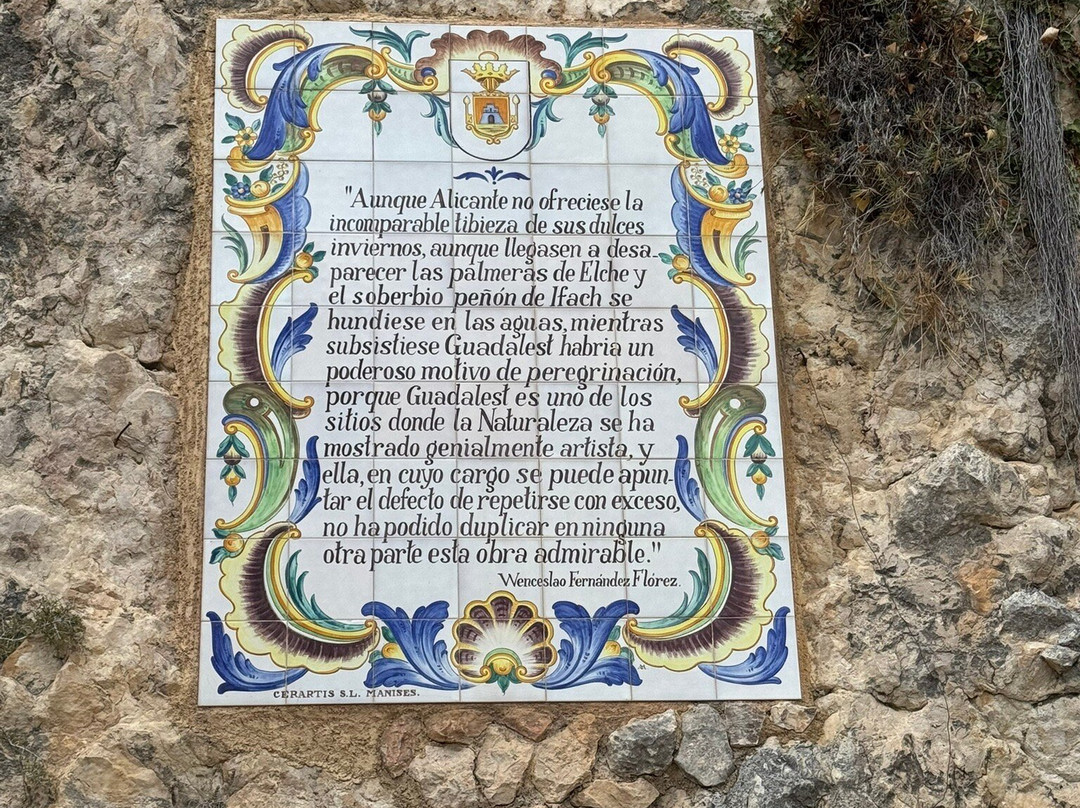 "Aunque Alicante no ofreciese la
incomparable tibieza de sus dulces
inviernos, aunque llegasen a desa-
parecer las palmeras de Elche y
el soberbio peñón de Ifach se
hundiese en las aguas, mientras
subsistiese Guadalest habria un
poderoso motivo de peregrinación,
porque Guadalest es uno de los
sitios donde la Naturaleza se ha
mostrado genialmente artista, y
ella, en cuyo cargo se puede apun-
tar el defecto de repetirse con exceso,
no ha podido duplicar en ninguna
otra parte esta obra admirable."
Wenceslao Fernández Flórez.
CERARTIS S.L. MANISES.